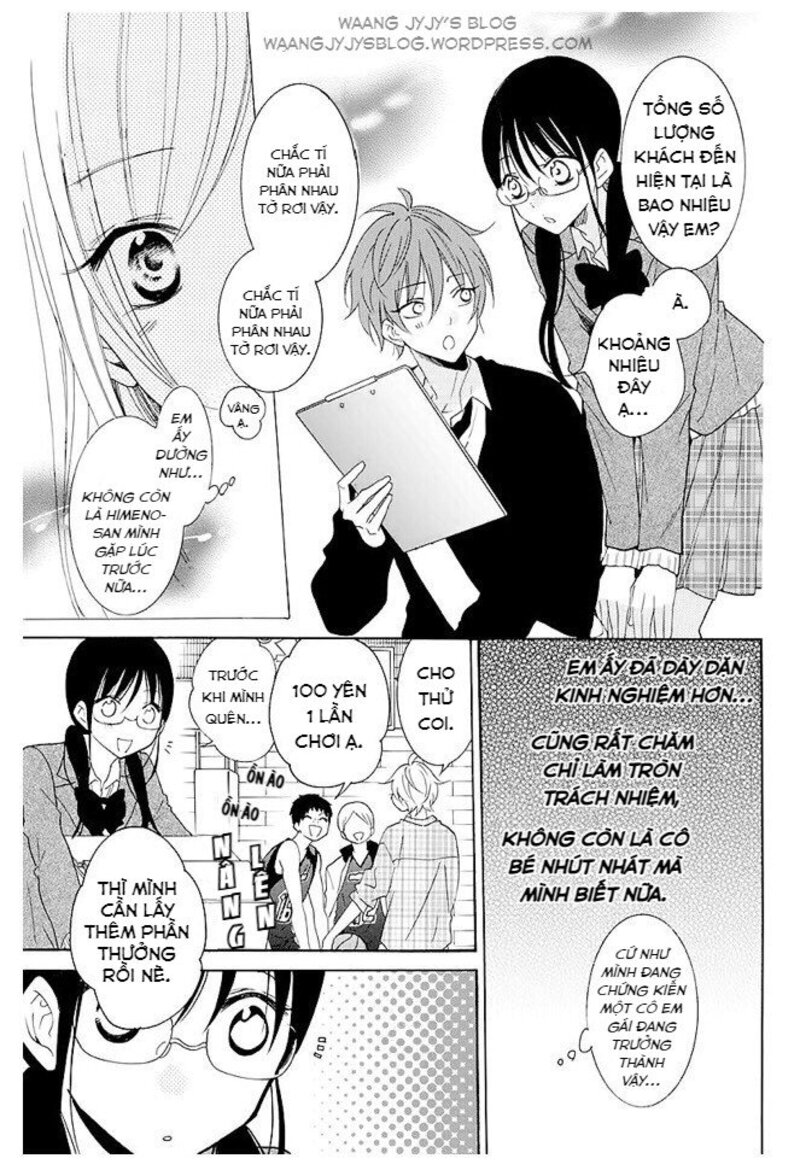 WAANG JYJY'S BLOG
WAANGJYJYSBLOG.WORDPRESS.COM
TỔNG SỐ
LƯỢNG
KHÁCH ĐẾN
HIỆN TẠI LÀ
BAO NHIÊU
VẬY EM?
À.
KHOẢNG
NHIÊU
ĐÂY
Ạ...
CHẮC TÍ
NỮA PHẢI
PHÂN NHAU
TỜ RƠI VẬY.
CHẮC TÍ
NỮA PHẢI
PHÂN NHAU
TỜ RƠI VẬY.
VÂNG
Ạ.
EM
ẤY
DƯỜNG
NHƯ...
KHÔNG CÒN
LÀ HIMENO-
SAN MÌNH
GẶP LÚC
TRƯỚC
NỮA...
EM ẤY ĐÃ DÀY DẶN
KINH NGHIỆM HƠN...
CŨNG RẤT CHĂM
CHỈ LÀM TRÒN
TRÁCH NHIỆM,
KHÔNG CÒN LÀ CÔ
BÉ NHÚT NHÁT MÀ
MÌNH BIẾT NỮA.
CỨ NHƯ
MÌNH ĐANG
CHỨNG KIẾN
MỘT CÔ EM
GÁI ĐANG
TRƯỞNG
THÀNH
VẬY...
CHO
THỬ
COI.
100 YÊN
1 LẦN
CHƠI Ạ.
TRƯỚC
KHI MÌNH
QUÊN...
ỒN ÀO
ỒN ÀO
NÂNG
LÊN
16
12
THÌ MÌNH
CẦN LẤY
THÊM PHẦN
THƯỞNG
RỒI NÈ.